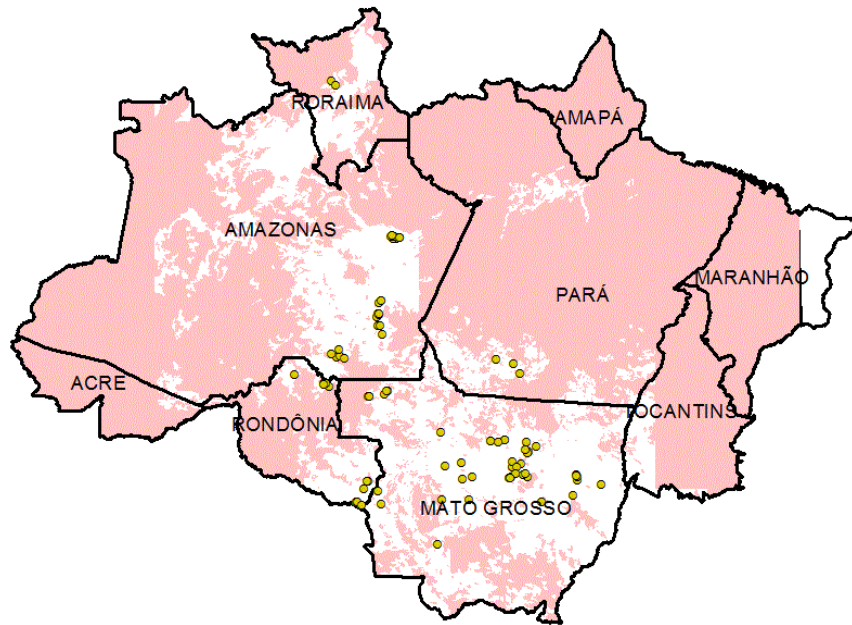 RORAIMA
AMAPÁ
AMAZONAS
MARANHÃO
PARÁ
ACRE
TOCANTINS
RONDÔNIA
MATO GROSSO